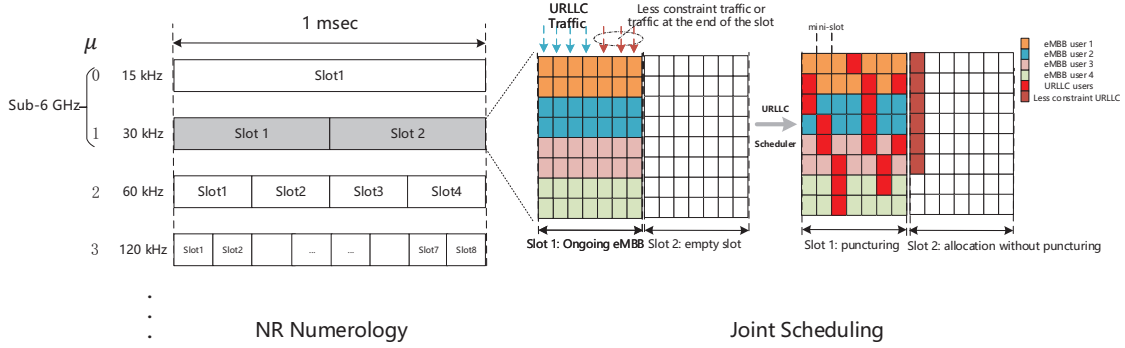 1 msec
μ
0
15 kHz
Slot1
Sub-6 GHz
1
30 kHz
Slot 1
Slot 2
2
60 kHz
Slot1
Slot2
Slot3
Slot4
3
120 kHz
Slot1
Slot2
...
...
Slot7
Slot8
NR Numerology
URLLC
Traffic
Less constraint traffic or
traffic at the end of the slot
Slot 1: Ongoing eMBB
Slot 2: empty slot
URLLC
Scheduler
mini-slot
Slot 1: puncturing
Slot 2: allocation without puncturing
eMBB user 1
eMBB user 2
eMBB user 3
eMBB user 4
URLLC users
Less constraint URLLC
Joint Scheduling